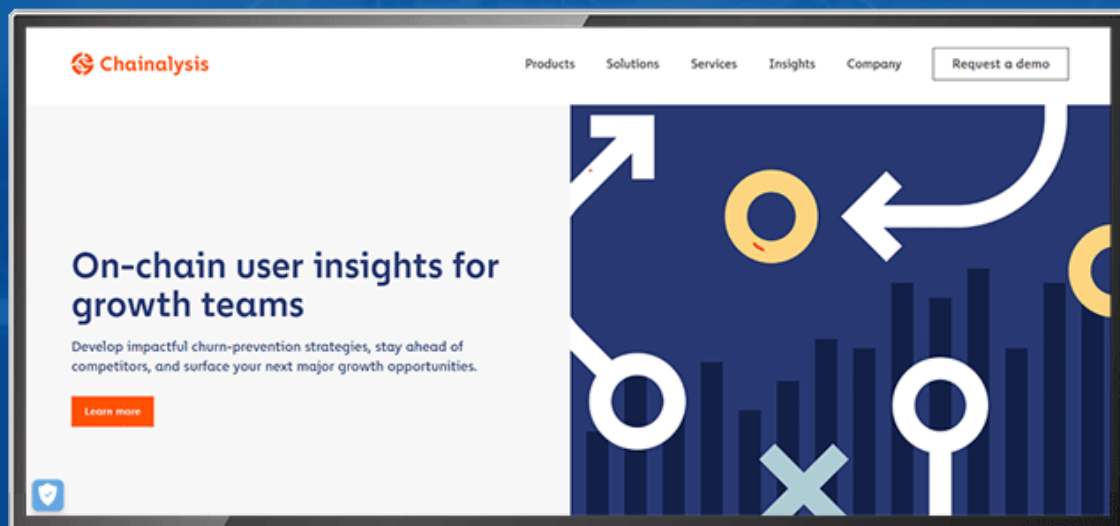 Chainalysis
Products Solutions Services Insights Company Request a demo
On-chain user insights for
growth teams
Develop impactful churn-prevention strategies, stay ahead of
competitors, and surface your next major growth opportunities.
Learn more